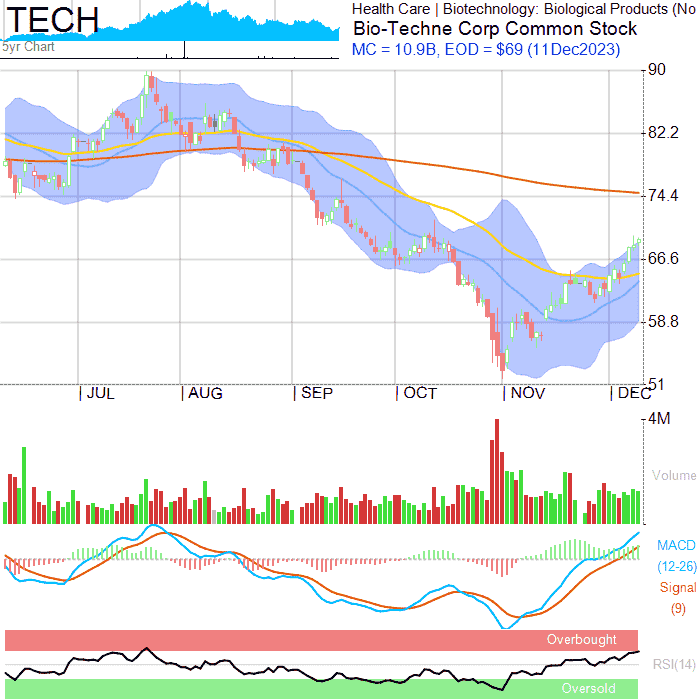 TECH
5yr Chart
Health Care | Biotechnology: Biological Products (No
Bio-Techne Corp Common Stock
MC = 10.9B, EOD = $69 (11Dec2023)
90
82.2
74.4
66.6
58.8
51
JUL AUG SEP OCT NOV DEC
4M
Volume
MACD
(12-26)
Signal
(9)
Overbought
RSI(14)
Oversold